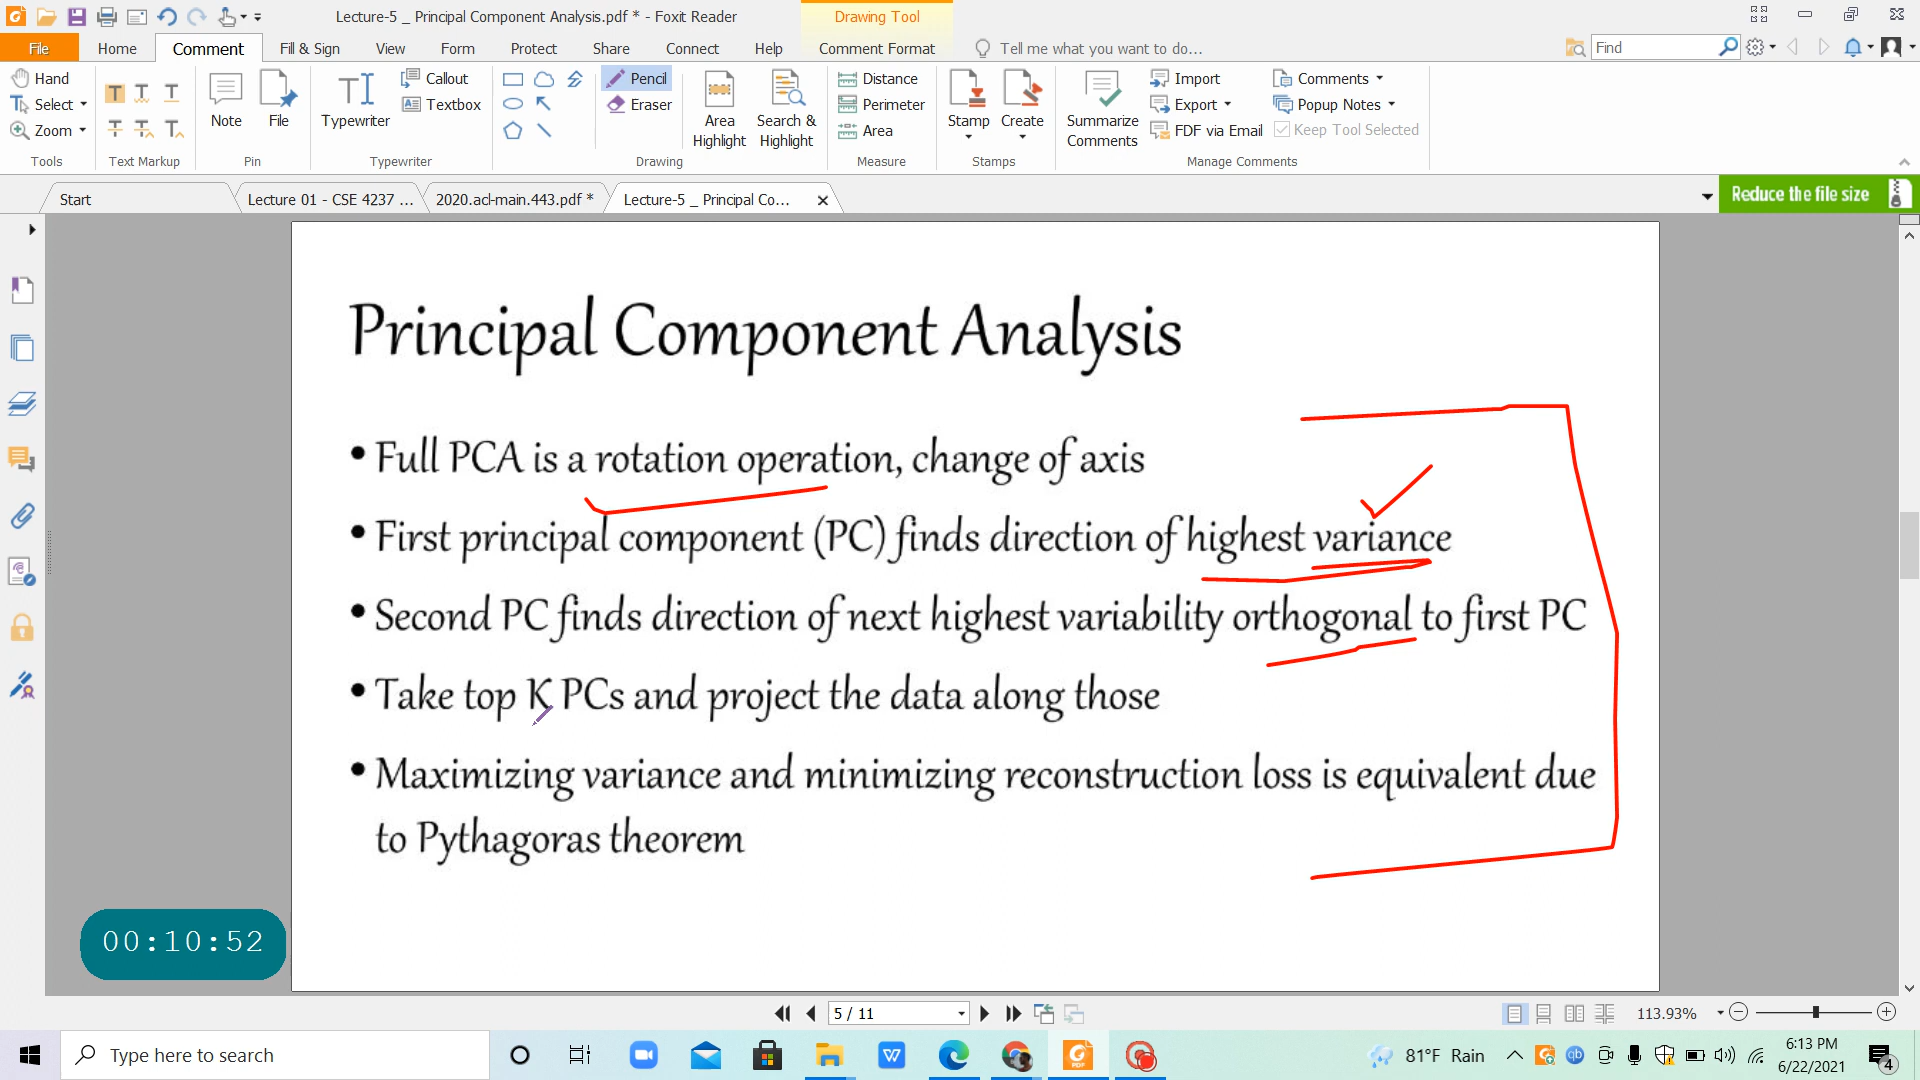 Lecture-5 _ Principal Component Analysis.pdf * - Foxit Reader
Drawing Tool
File Home Comment Fill & Sign View Form Protect Share Connect Help Comment Format Tell me what you want to do... Find
Hand
Select
Zoom
Tools
Text Markup
Note
File
Pin
Typewriter
Callout
Textbox
Typewriter
Pencil
Eraser
Area Highlight
Search & Highlight
Drawing
Distance
Perimeter
Area
Measure
Stamp
Create
Stamps
Summarize Comments
Import
Export
FDF via Email
Comments
Popup Notes
Keep Tool Selected
Manage Comments
Start Lecture 01 - CSE 4237 ... 2020.acl-main.443.pdf * Lecture-5 _ Principal Co... Reduce the file size
Principal Component Analysis
• Full PCA is a rotation operation, change of axis
• First principal component (PC) finds direction of highest variance
• Second PC finds direction of next highest variability orthogonal to first PC
• Take top K PCs and project the data along those
• Maximizing variance and minimizing reconstruction loss is equivalent due
to Pythagoras theorem
00:10:52
5 / 11
113.93%
Type here to search
81°F Rain
6:13 PM
6/22/2021
4